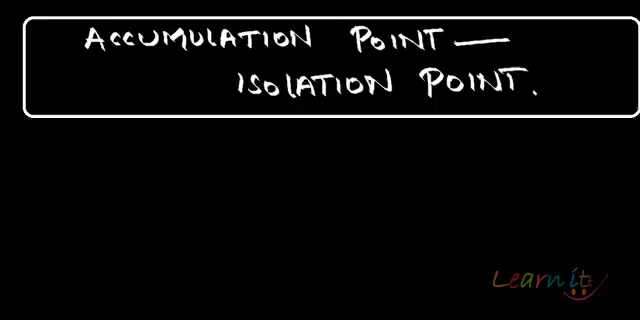 ACCUMULATION POINT —
ISOLATION POINT.
Learnit